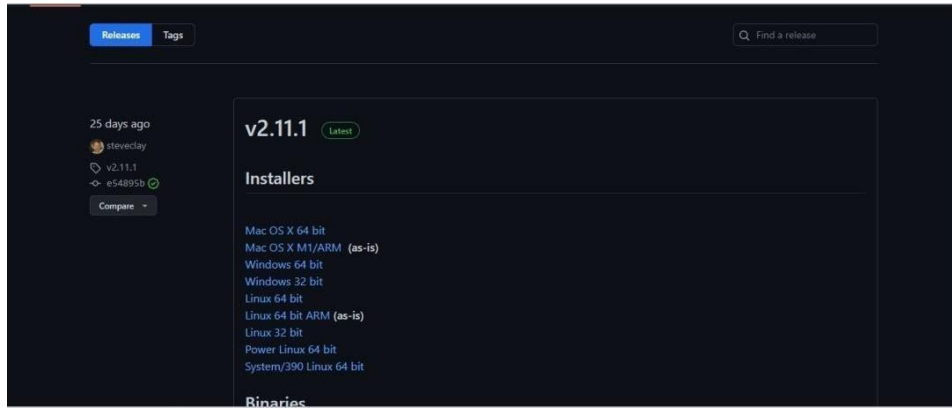 Releases Tags
Find a release
25 days ago
steveclay
v2.11.1
e54895b
Compare
v2.11.1 Latest
Installers
Mac OS X 64 bit
Mac OS X M1/ARM (as-is)
Windows 64 bit
Windows 32 bit
Linux 64 bit
Linux 64 bit ARM (as-is)
Linux 32 bit
Power Linux 64 bit
System/390 Linux 64 bit
Binaries